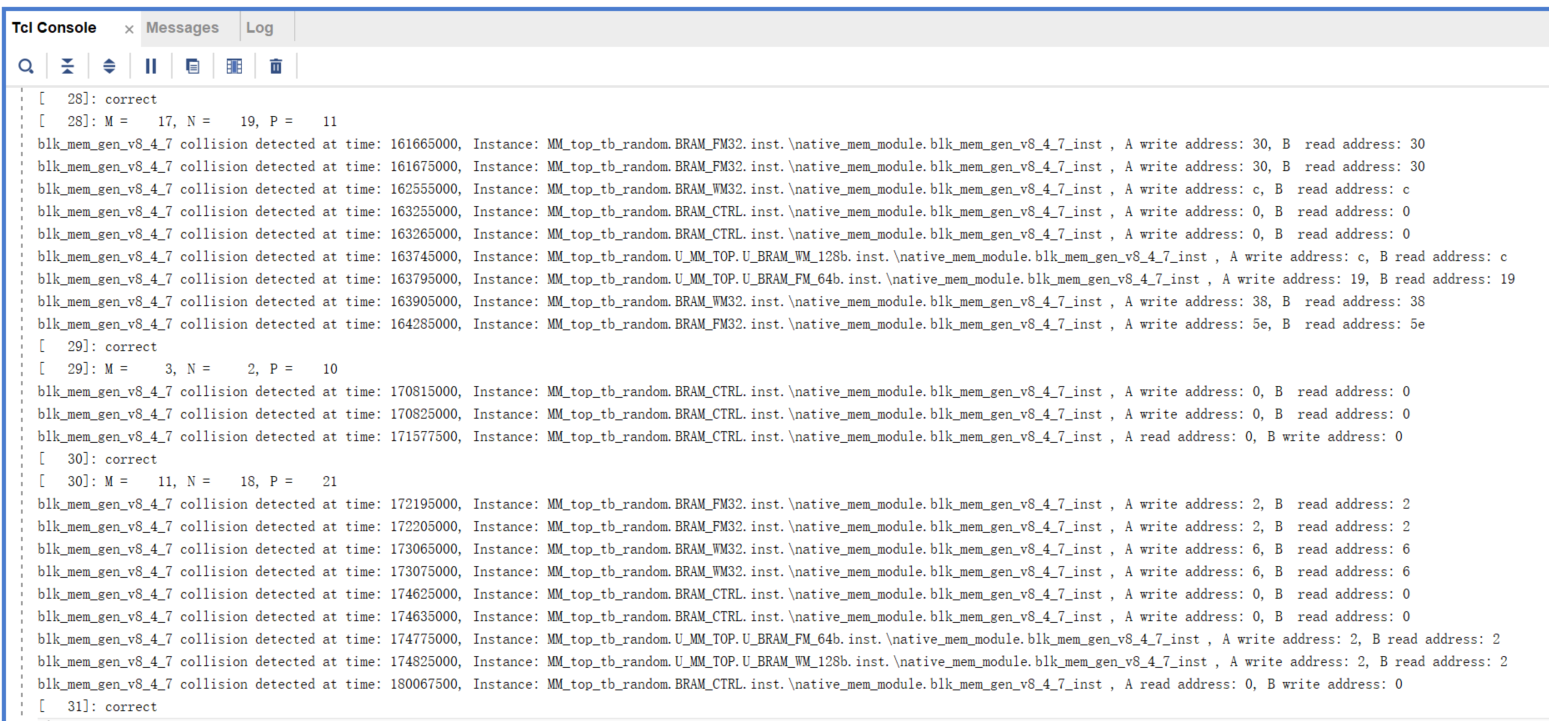 Tcl Console × Messages Log
[   28]: correct
[   28]: M =    17, N =    19, P =    11
blk_mem_gen_v8_4_7 collision detected at time: 161665000, Instance: MM_top_tb_random.BRAM_FM32.inst.\native_mem_module.blk_mem_gen_v8_4_7_inst , A write address: 30, B  read address: 30
blk_mem_gen_v8_4_7 collision detected at time: 161675000, Instance: MM_top_tb_random.BRAM_FM32.inst.\native_mem_module.blk_mem_gen_v8_4_7_inst , A write address: 30, B  read address: 30
blk_mem_gen_v8_4_7 collision detected at time: 162555000, Instance: MM_top_tb_random.BRAM_WM32.inst.\native_mem_module.blk_mem_gen_v8_4_7_inst , A write address: c, B  read address: c
blk_mem_gen_v8_4_7 collision detected at time: 163255000, Instance: MM_top_tb_random.BRAM_CTRL.inst.\native_mem_module.blk_mem_gen_v8_4_7_inst , A write address: 0, B  read address: 0
blk_mem_gen_v8_4_7 collision detected at time: 163265000, Instance: MM_top_tb_random.BRAM_CTRL.inst.\native_mem_module.blk_mem_gen_v8_4_7_inst , A write address: 0, B  read address: 0
blk_mem_gen_v8_4_7 collision detected at time: 163745000, Instance: MM_top_tb_random.U_MM_TOP.U_BRAM_WM_128b.inst.\native_mem_module.blk_mem_gen_v8_4_7_inst , A write address: c, B read address: c
blk_mem_gen_v8_4_7 collision detected at time: 163795000, Instance: MM_top_tb_random.U_MM_TOP.U_BRAM_FM_64b.inst.\native_mem_module.blk_mem_gen_v8_4_7_inst , A write address: 19, B read address: 19
blk_mem_gen_v8_4_7 collision detected at time: 163905000, Instance: MM_top_tb_random.BRAM_WM32.inst.\native_mem_module.blk_mem_gen_v8_4_7_inst , A write address: 38, B  read address: 38
blk_mem_gen_v8_4_7 collision detected at time: 164285000, Instance: MM_top_tb_random.BRAM_FM32.inst.\native_mem_module.blk_mem_gen_v8_4_7_inst , A write address: 5e, B  read address: 5e
[   29]: correct
[   29]: M =     3, N =     2, P =    10
blk_mem_gen_v8_4_7 collision detected at time: 170815000, Instance: MM_top_tb_random.BRAM_CTRL.inst.\native_mem_module.blk_mem_gen_v8_4_7_inst , A write address: 0, B  read address: 0
blk_mem_gen_v8_4_7 collision detected at time: 170825000, Instance: MM_top_tb_random.BRAM_CTRL.inst.\native_mem_module.blk_mem_gen_v8_4_7_inst , A write address: 0, B  read address: 0
blk_mem_gen_v8_4_7 collision detected at time: 171577500, Instance: MM_top_tb_random.BRAM_CTRL.inst.\native_mem_module.blk_mem_gen_v8_4_7_inst , A read address: 0, B write address: 0
[   30]: correct
[   30]: M =    11, N =    18, P =    21
blk_mem_gen_v8_4_7 collision detected at time: 172195000, Instance: MM_top_tb_random.BRAM_FM32.inst.\native_mem_module.blk_mem_gen_v8_4_7_inst , A write address: 2, B  read address: 2
blk_mem_gen_v8_4_7 collision detected at time: 172205000, Instance: MM_top_tb_random.BRAM_FM32.inst.\native_mem_module.blk_mem_gen_v8_4_7_inst , A write address: 2, B  read address: 2
blk_mem_gen_v8_4_7 collision detected at time: 173065000, Instance: MM_top_tb_random.BRAM_WM32.inst.\native_mem_module.blk_mem_gen_v8_4_7_inst , A write address: 6, B  read address: 6
blk_mem_gen_v8_4_7 collision detected at time: 173075000, Instance: MM_top_tb_random.BRAM_WM32.inst.\native_mem_module.blk_mem_gen_v8_4_7_inst , A write address: 6, B  read address: 6
blk_mem_gen_v8_4_7 collision detected at time: 174625000, Instance: MM_top_tb_random.BRAM_CTRL.inst.\native_mem_module.blk_mem_gen_v8_4_7_inst , A write address: 0, B  read address: 0
blk_mem_gen_v8_4_7 collision detected at time: 174635000, Instance: MM_top_tb_random.BRAM_CTRL.inst.\native_mem_module.blk_mem_gen_v8_4_7_inst , A write address: 0, B  read address: 0
blk_mem_gen_v8_4_7 collision detected at time: 174775000, Instance: MM_top_tb_random.U_MM_TOP.U_BRAM_FM_64b.inst.\native_mem_module.blk_mem_gen_v8_4_7_inst , A write address: 2, B read address: 2
blk_mem_gen_v8_4_7 collision detected at time: 174825000, Instance: MM_top_tb_random.U_MM_TOP.U_BRAM_WM_128b.inst.\native_mem_module.blk_mem_gen_v8_4_7_inst , A write address: 2, B read address: 2
blk_mem_gen_v8_4_7 collision detected at time: 180067500, Instance: MM_top_tb_random.BRAM_CTRL.inst.\native_mem_module.blk_mem_gen_v8_4_7_inst , A read address: 0, B write address: 0
[   31]: correct